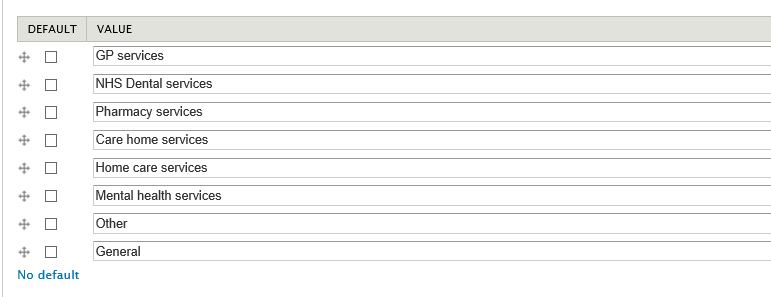 DEFAULT VALUE
GP services
NHS Dental services
Pharmacy services
Care home services
Home care services
Mental health services
Other
General
No default